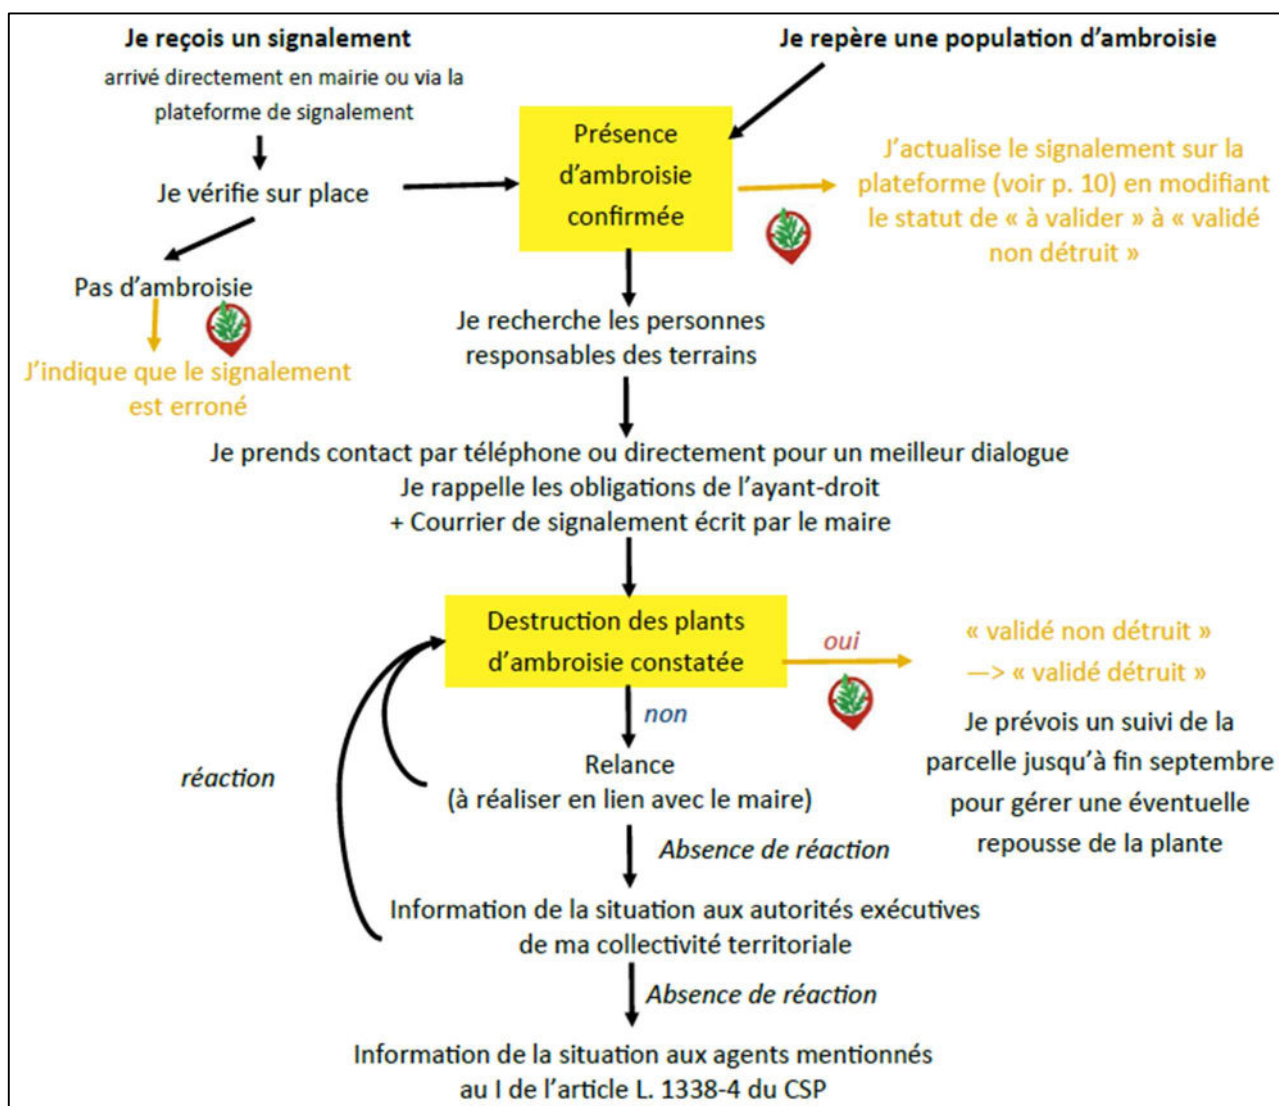 Je reçois un signalement
arrivé directement en mairie ou via la
plateforme de signalement
Je repère une population d’ambroisie
Je vérifie sur place
Présence
d’ambroisie
confirmée
J’actualise le signalement sur la
plateforme (voir p. 10) en modifiant
le statut de « à valider » à « validé
non détruit »
Pas d’ambroisie
J’indique que le signalement
est erroné
Je recherche les personnes
responsables des terrains
Je prends contact par téléphone ou directement pour un meilleur dialogue
Je rappelle les obligations de l’ayant-droit
+ Courrier de signalement écrit par le maire
Destruction des plants
d’ambroisie constatée
oui
« validé non détruit »
—> « validé détruit »
Je prévois un suivi de la
parcelle jusqu’à fin septembre
pour gérer une éventuelle
repousse de la plante
non
réaction
Relance
(à réaliser en lien avec le maire)
Absence de réaction
Information de la situation aux autorités exécutives
de ma collectivité territoriale
Absence de réaction
Information de la situation aux agents mentionnés
au I de l’article L. 1338-4 du CSP